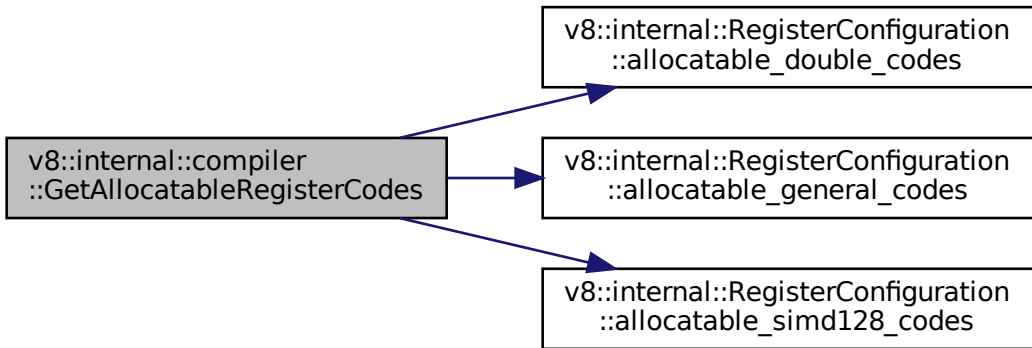 v8::internal::RegisterConfiguration
::allocatable_double_codes
v8::internal::compiler
::GetAllocatableRegisterCodes
v8::internal::RegisterConfiguration
::allocatable_general_codes
v8::internal::RegisterConfiguration
::allocatable_simd128_codes